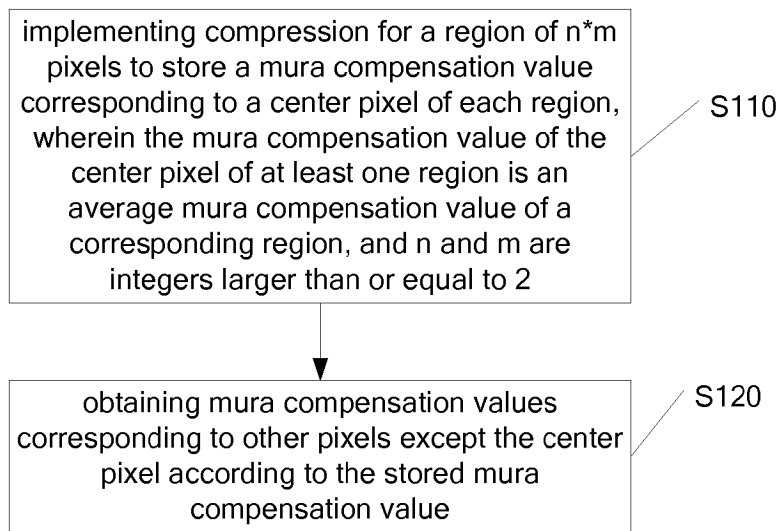 implementing compression for a region of n*m
pixels to store a mura compensation value
corresponding to a center pixel of each region,
wherein the mura compensation value of the
center pixel of at least one region is an
average mura compensation value of a
corresponding region, and n and m are
integers larger than or equal to 2
S110
obtaining mura compensation values
corresponding to other pixels except the center
pixel according to the stored mura
compensation value
S120